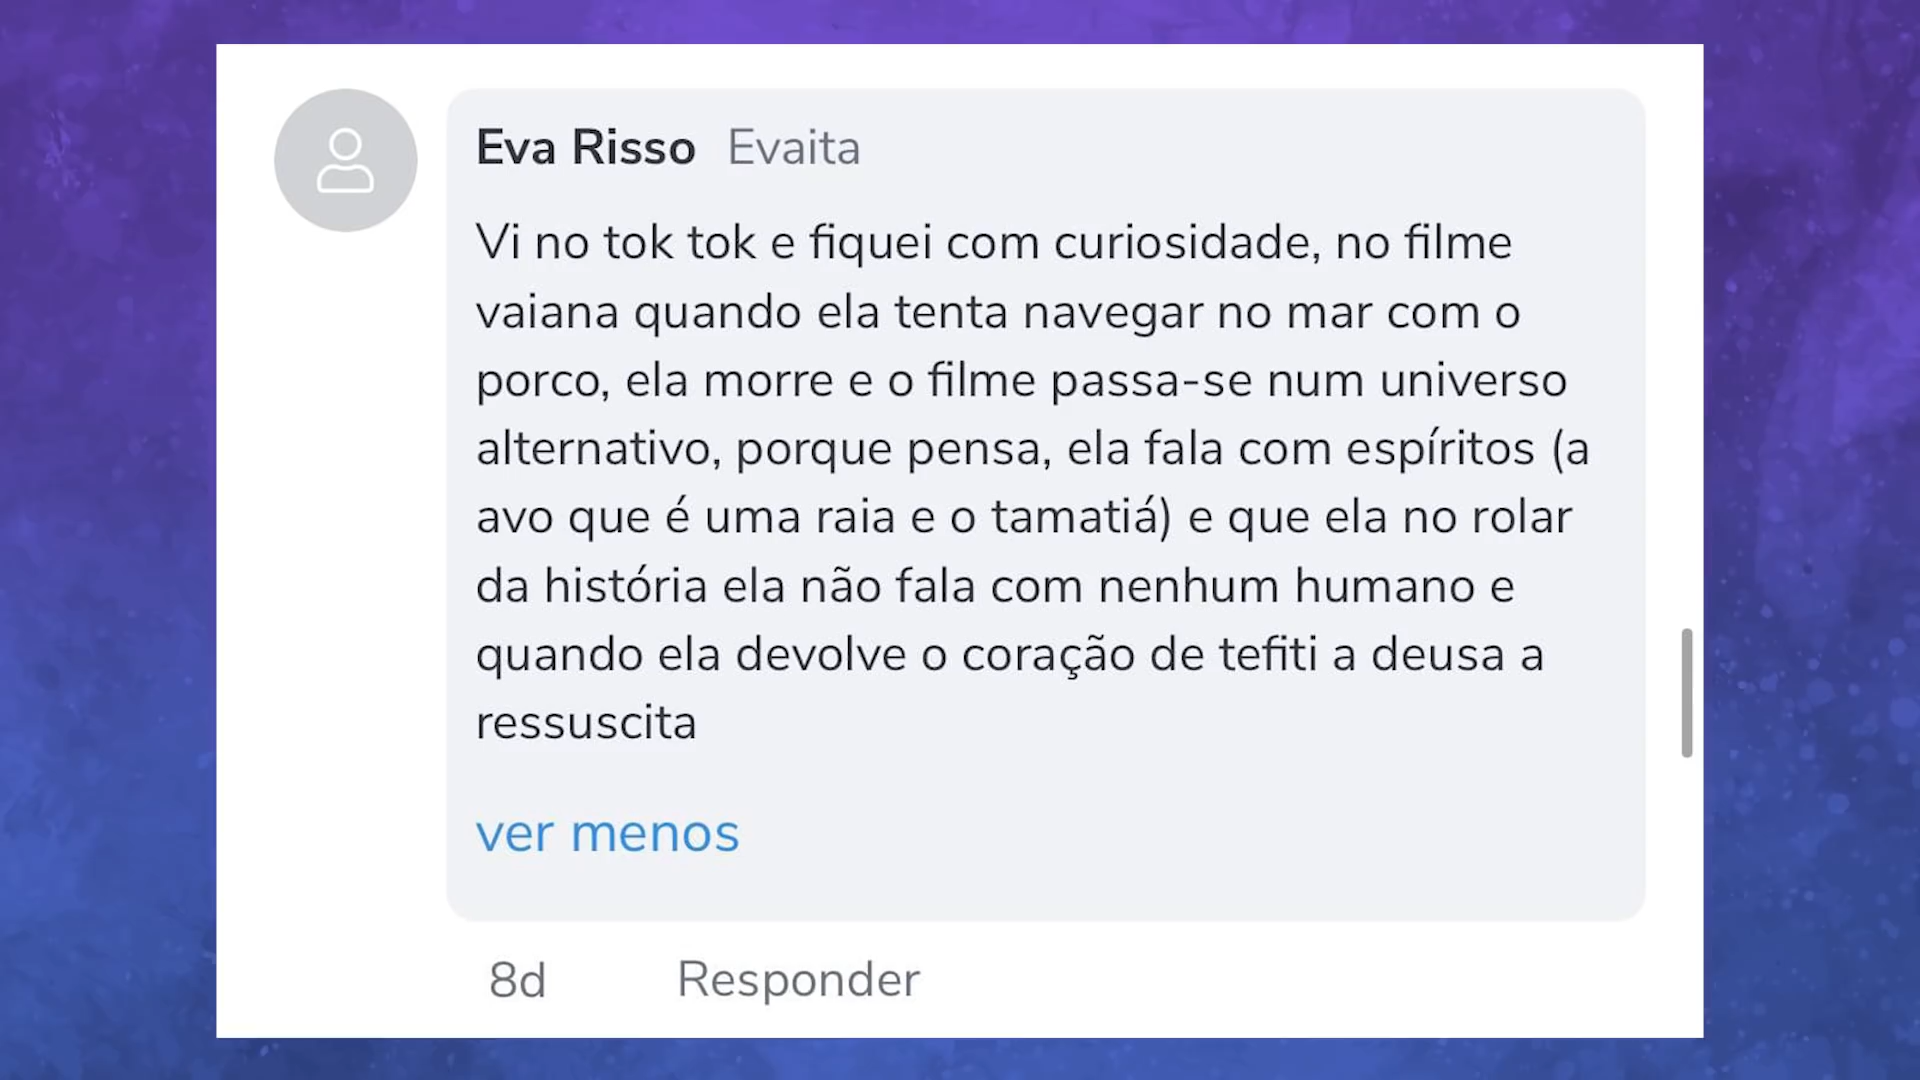 Eva Risso Evaita
Vi no tok tok e fiquei com curiosidade, no filme
vaiana quando ela tenta navegar no mar com o
porco, ela morre e o filme passa-se num universo
alternativo, porque pensa, ela fala com espíritos (a
avo que é uma raia e o tamatiá) e que ela no rolar
da história ela não fala com nenhum humano e
quando ela devolve o coração de tefiti a deusa a
ressuscita
ver menos
8d Responder